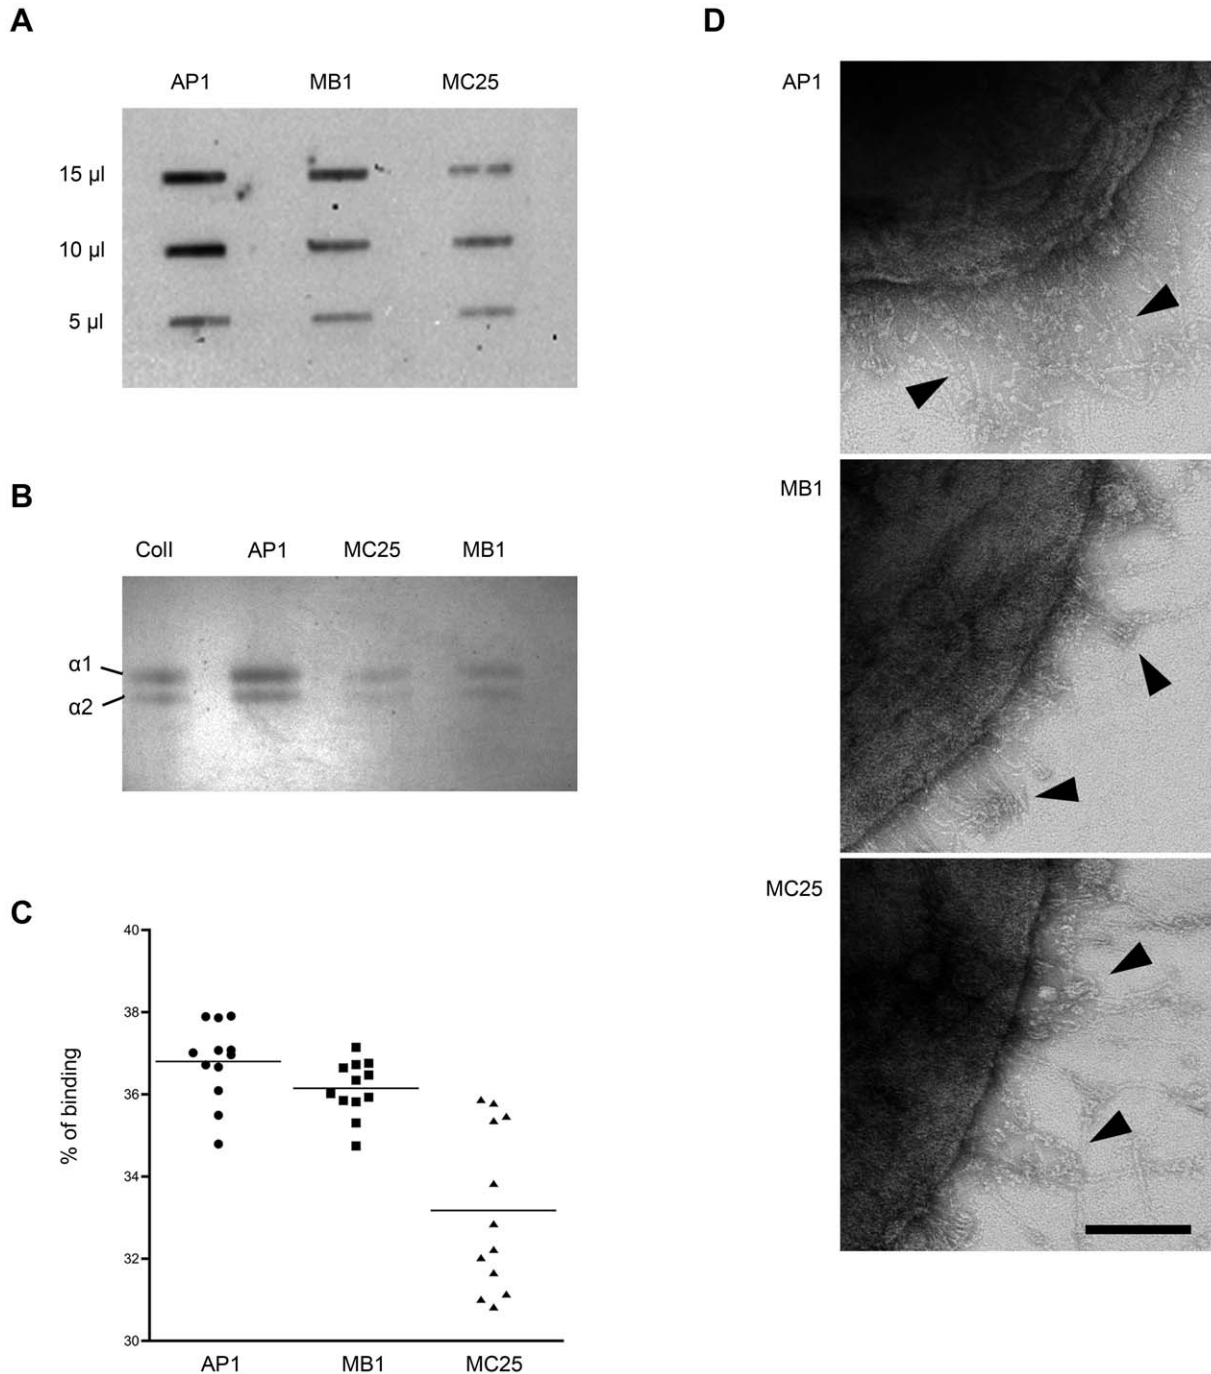 A
AP1 MB1 MC25
15 µl
10 µl
5 µl
B
Coll AP1 MC25 MB1
α1
α2
C
40
38
36
34
32
30
% of binding
AP1 MB1 MC25
D
AP1
MB1
MC25